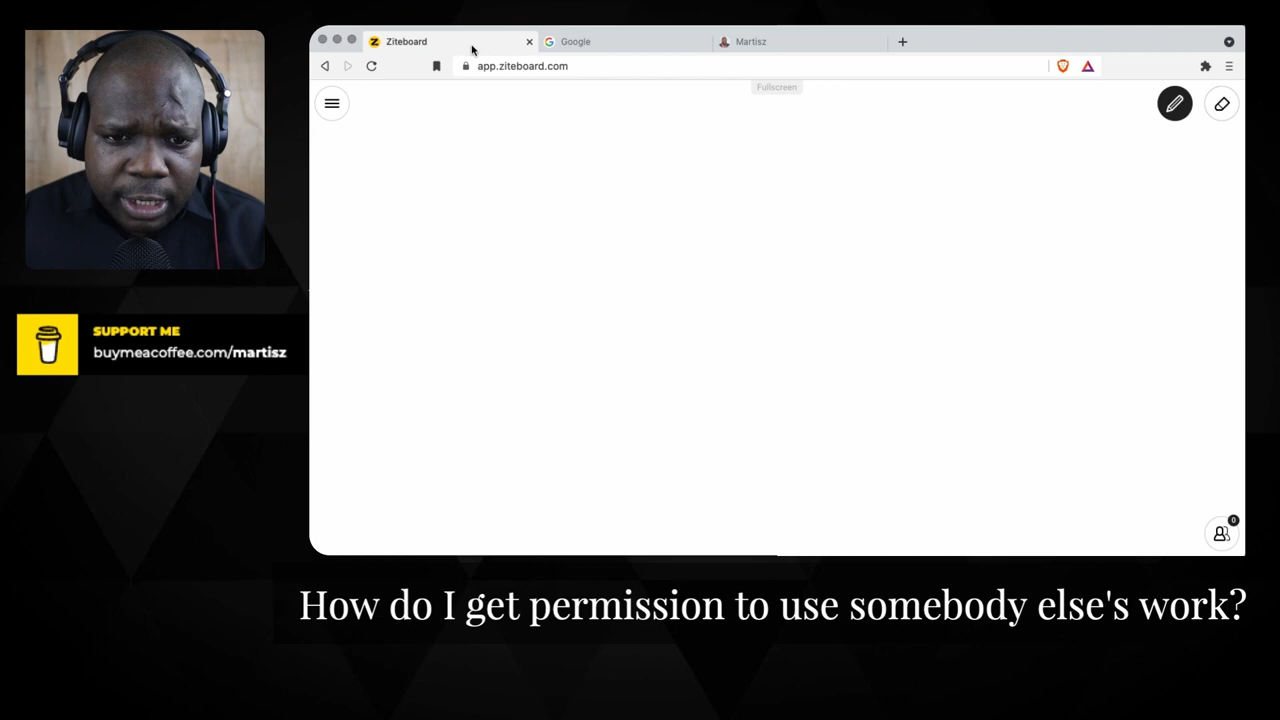 Ziteboard
Google
Martisz
app.ziteboard.com
Fullscreen
SUPPORT ME
buymeacoffee.com/martisz
0
How do I get permission to use somebody else's work?